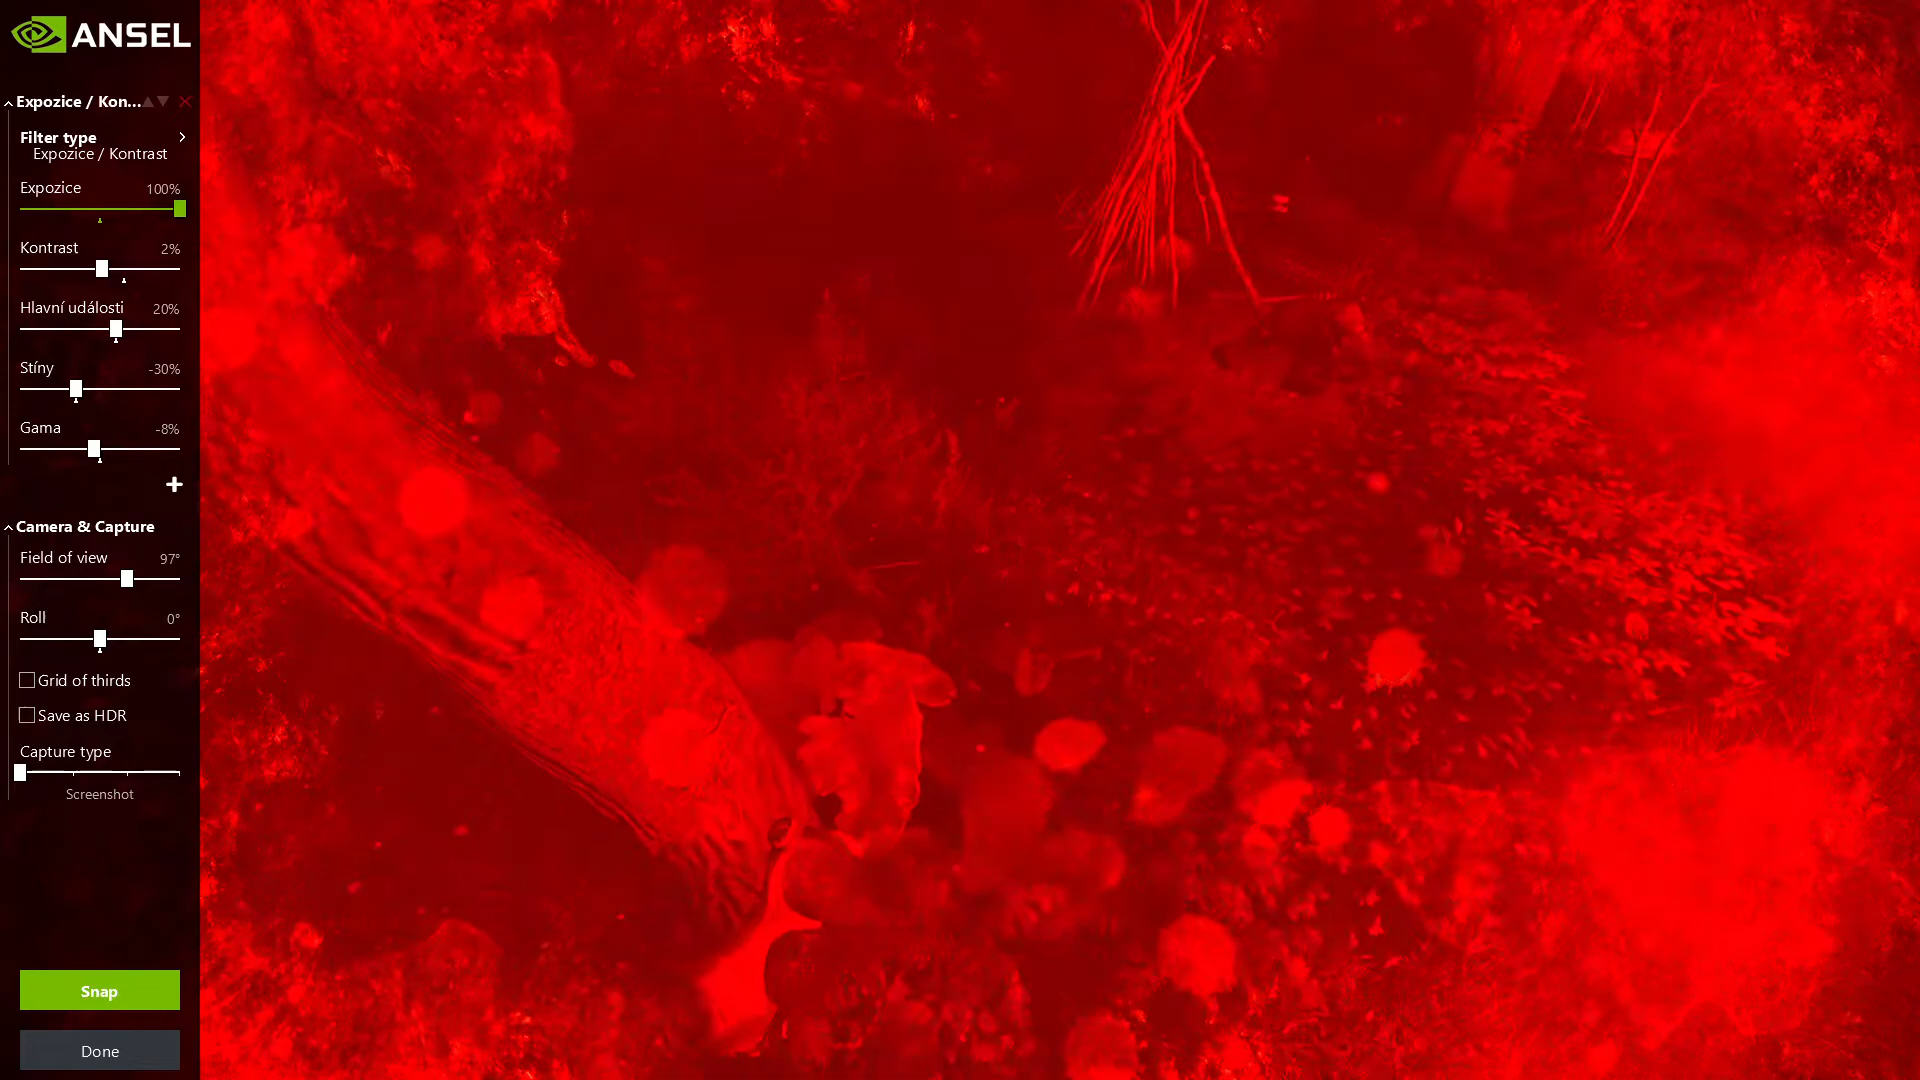 ANSEL
Expozice / Kon...
Filter type
Expozice / Kontrast
Expozice 100%
Kontrast 2%
Hlavní události 20%
Stíny -30%
Gama -8%
Camera & Capture
Field of view 97°
Roll 0°
Grid of thirds
Save as HDR
Capture type
Screenshot
Snap
Done